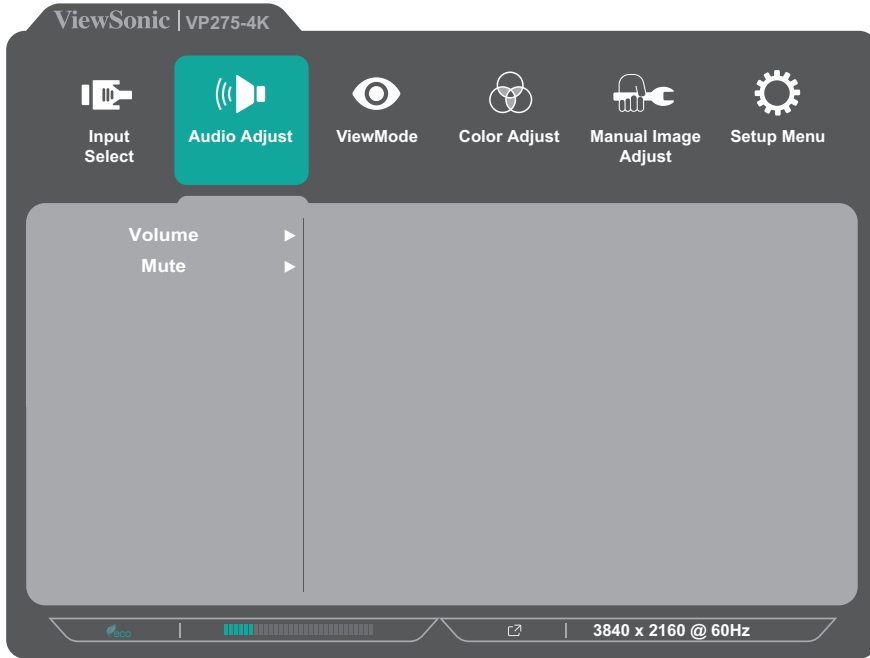 ViewSonic | VP275-4K
Input Select
Audio Adjust
ViewMode
Color Adjust
Manual Image Adjust
Setup Menu
Volume
Mute
eco
3840 x 2160 @ 60Hz